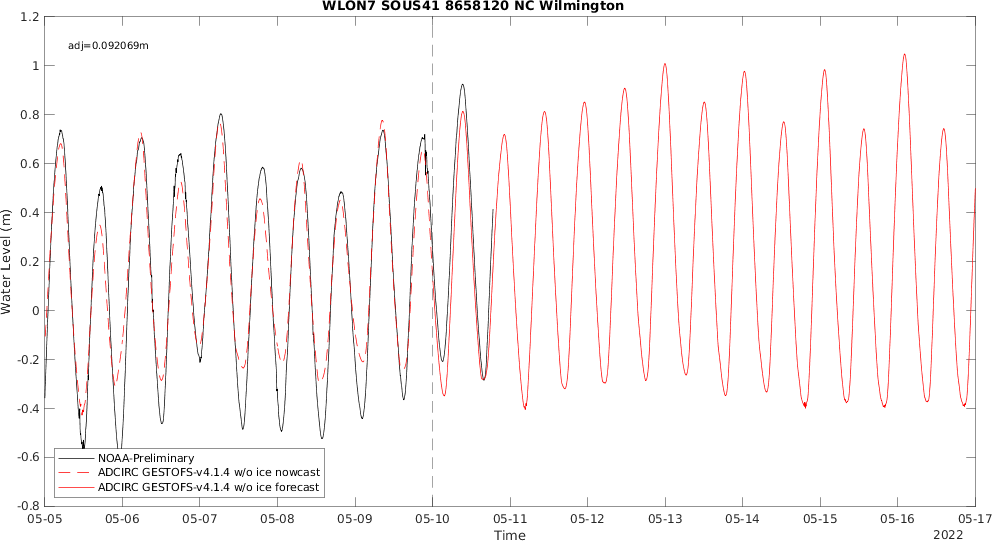 WLON7 SOUS41 8658120 NC Wilmington
adj=0.092069m
1.2
1
0.8
0.6
0.4
0.2
0
-0.2
-0.4
-0.6
-0.8
Water Level (m)
NOAA-Preliminary
ADCIRC GESTOFS-v4.1.4 w/o ice nowcast
ADCIRC GESTOFS-v4.1.4 w/o ice forecast
05-05 05-06 05-07 05-08 05-09 05-10 05-11 05-12 05-13 05-14 05-15 05-16 05-17
Time
2022